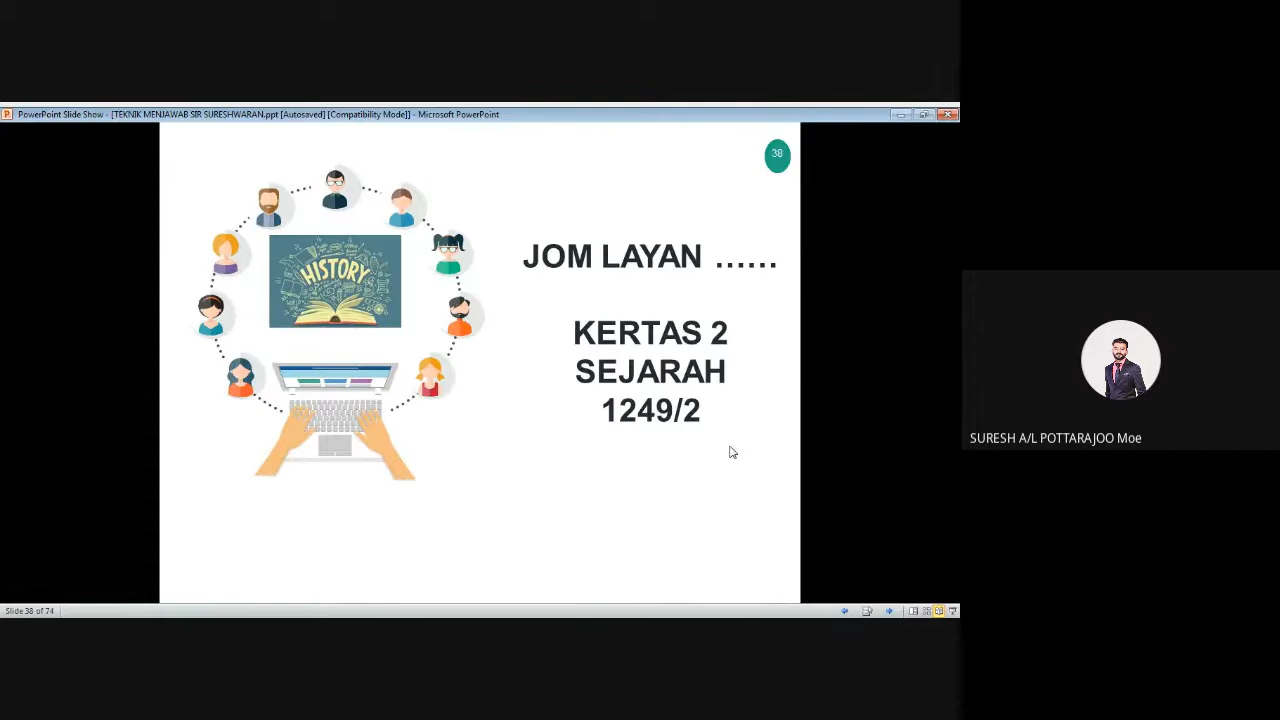 PowerPoint Slide Show - [TEKNIK MENJAWAB SIR SURESHWARAN.ppt [Autosaved] [Compatibility Mode]] - Microsoft PowerPoint
38
HISTORY
JOM LAYAN ......
KERTAS 2
SEJARAH
1249/2
SURESH A/L POTTARAJOO Moe
Slide 38 of 74